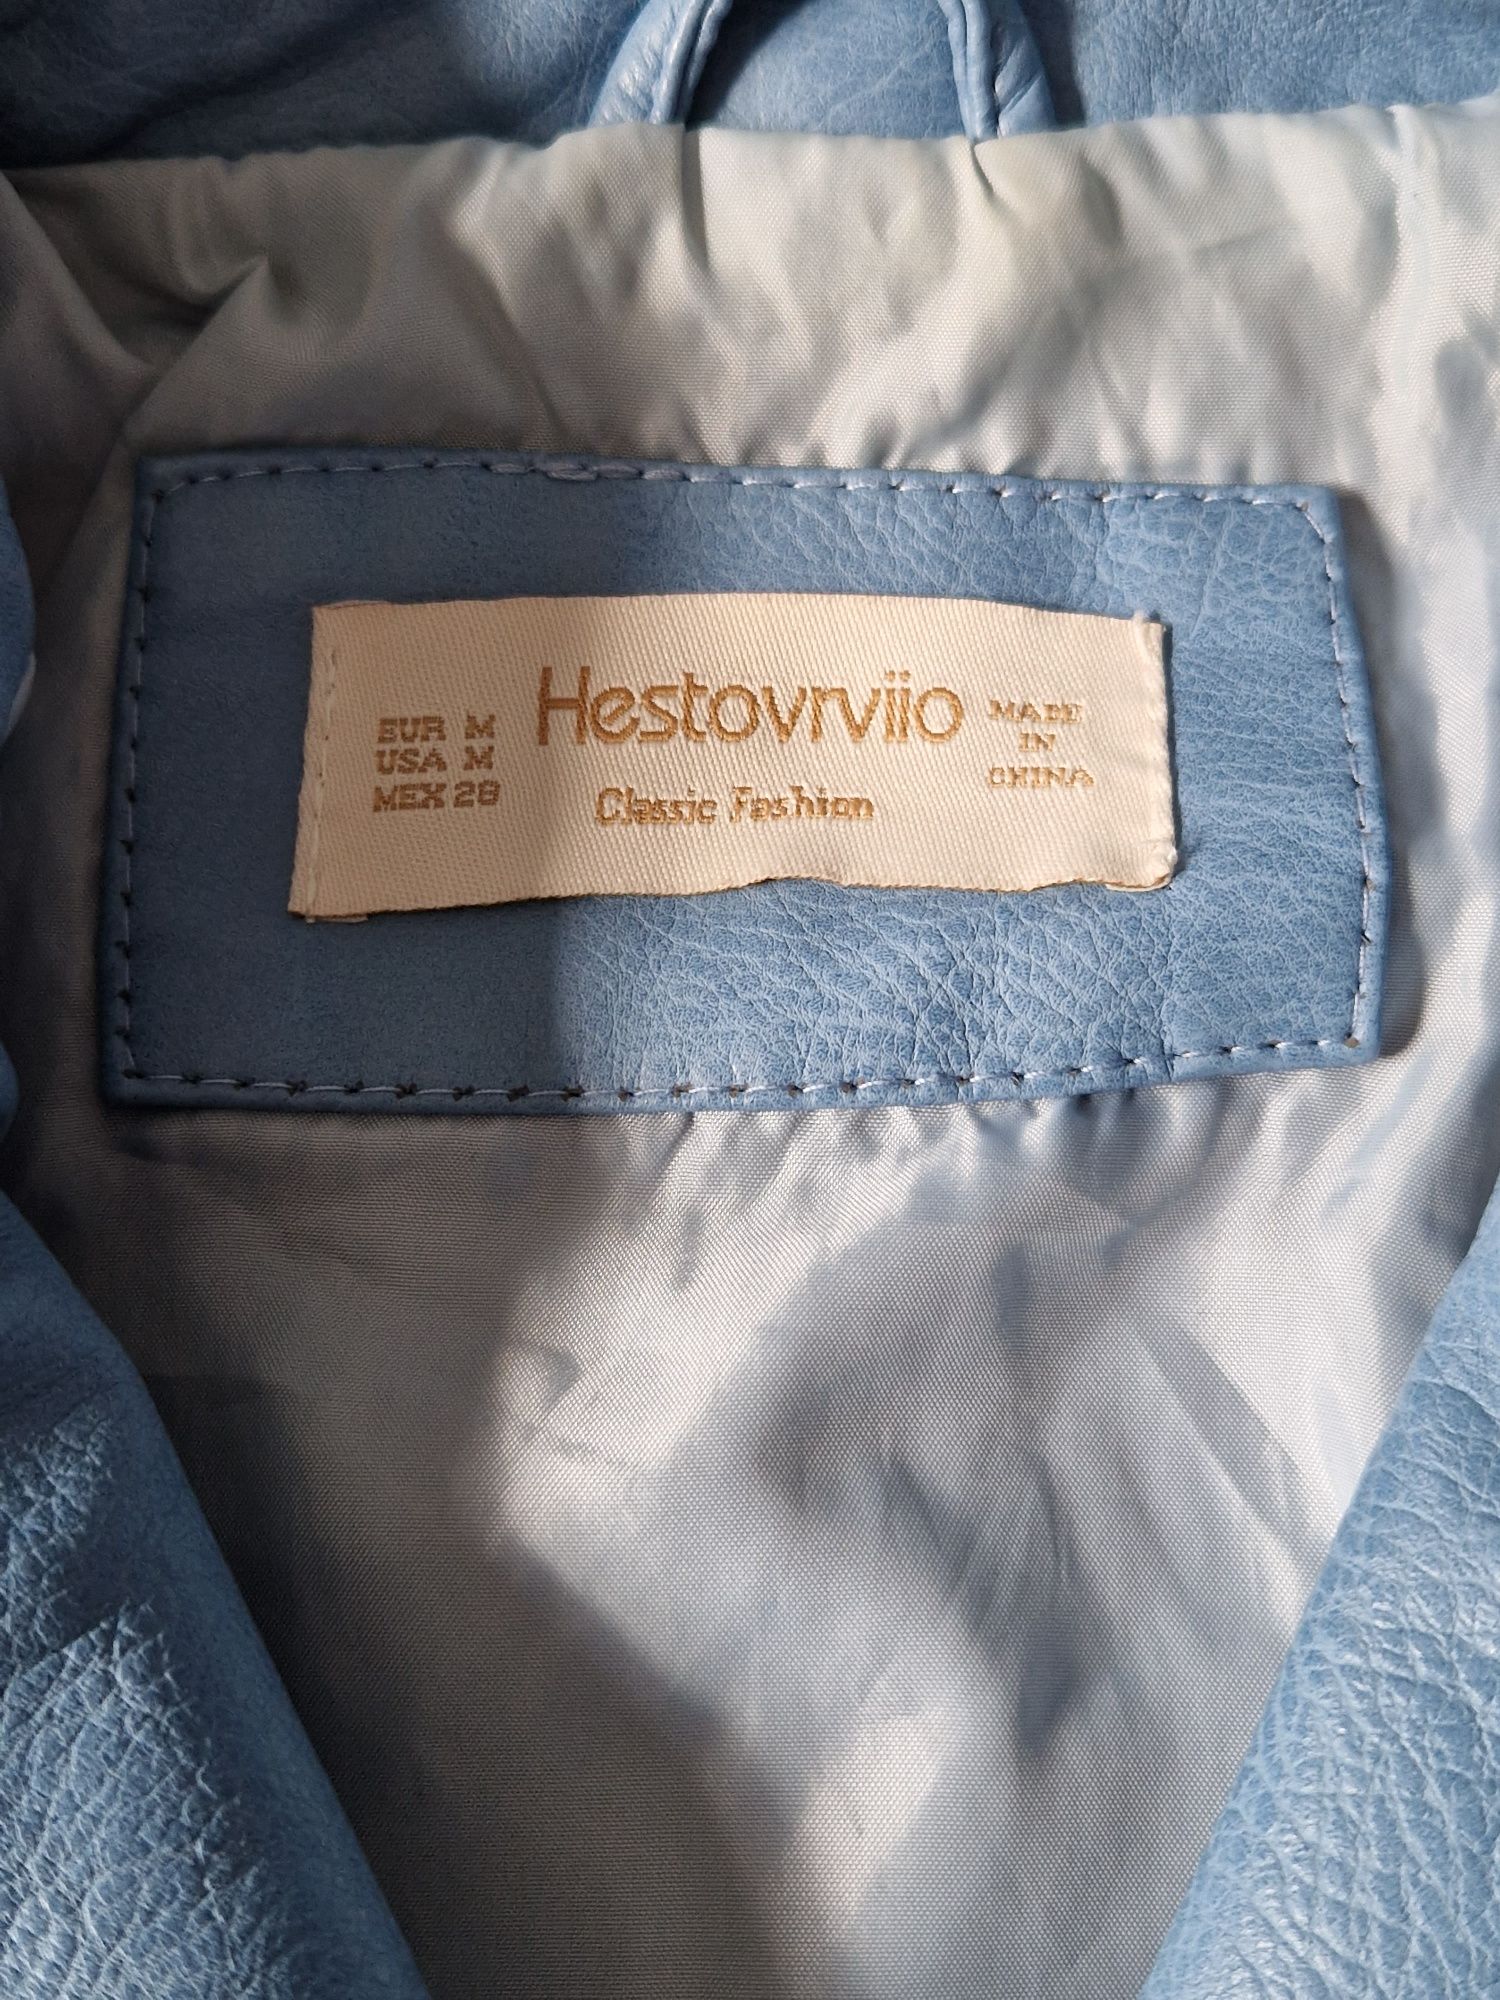 EUR M
USA M
MEX 28
Hestovrviio
Classic Fashion
MADE
IN
CHINA